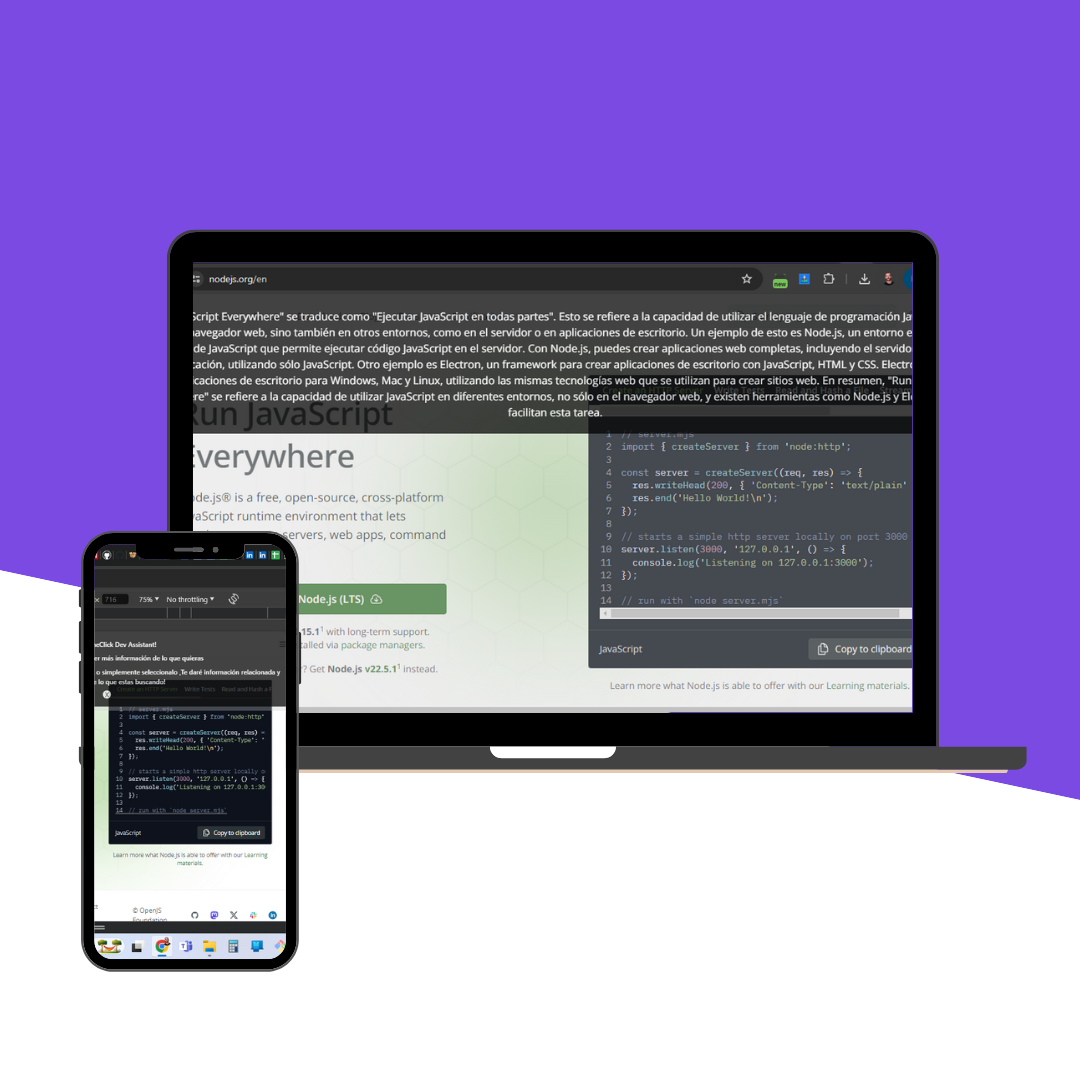 nodejs.org/en
new
Script Everywhere" se traduce como "Ejecutar JavaScript en todas partes". Esto se refiere a la capacidad de utilizar el lenguaje de programación
navegador web, sino también en otros entornos, como en el servidor o en aplicaciones de escritorio. Un ejemplo de esto es Node.js, un entorno
de JavaScript que permite ejecutar código JavaScript en el servidor. Con Node.js, puedes crear aplicaciones web completas, incluyendo el servido
utilizando sólo JavaScript. Otro ejemplo es Electron, un framework para crear aplicaciones de escritorio con JavaScript, HTML y CSS.
de escritorio para Windows, Mac y Linux, utilizando las mismas tecnologías web que se utilizan para crear sitios web. En resumen, "Run
se refiere a la capacidad de utilizar JavaScript en diferentes entornos, no sólo en el navegador web, y existen herramientas como Node.js y
facilitan esta tarea.
Create an HTTP Server Write Tests Read and Hash a File Stream
Run JavaScript
Everywhere
ode.js® is a free, open-source, cross-platform
vaScript runtime environment that lets
servers, web apps, command
Node.js (LTS)
15.1¹ with long-term support.
alled via package managers.
? Get Node.js v22.5.1¹ instead.
1 // server.mjs
2 import { createServer } from 'node:http';
3
4 const server = createServer((req, res) => {
5 res.writeHead(200, { 'Content-Type': 'text/plain'
6 res.end('Hello World!\n');
7 });
8
9 // starts a simple http server locally on port 3000
10 server.listen(3000, '127.0.0.1', () => {
11 console.log('Listening on 127.0.0.1:3000');
12 });
13
14 // run with `node server.mjs`
JavaScript
Copy to clipboard
Learn more what Node.js is able to offer with our Learning materials.
× 716 75% No throttling
eClick Dev Assistant!
er más información de lo que quieras
o simplemente seleccionalo ,Te daré información relacionada y
e lo que estas buscando!
X
Create an HTTP Server Write Tests Read and Hash a F
1 // server.mjs
2 import { createServer } from "node:http"
3
4 const server = createServer((req, res) =
5 res.writeHead(200, { 'Content-Type': '
6 res.end('Hello World!\n');
7 });
8
9 // starts a simple http server locally o
10 server.listen(3000, '127.0.0.1', () => {
11 console.log('Listening on 127.0.0.1:30
12 });
13
14 // run with `node server.mjs`
JavaScript
Copy to clipboard
Learn more what Node.js is able to offer with our Learning
materials.
© OpenJS
Foundation